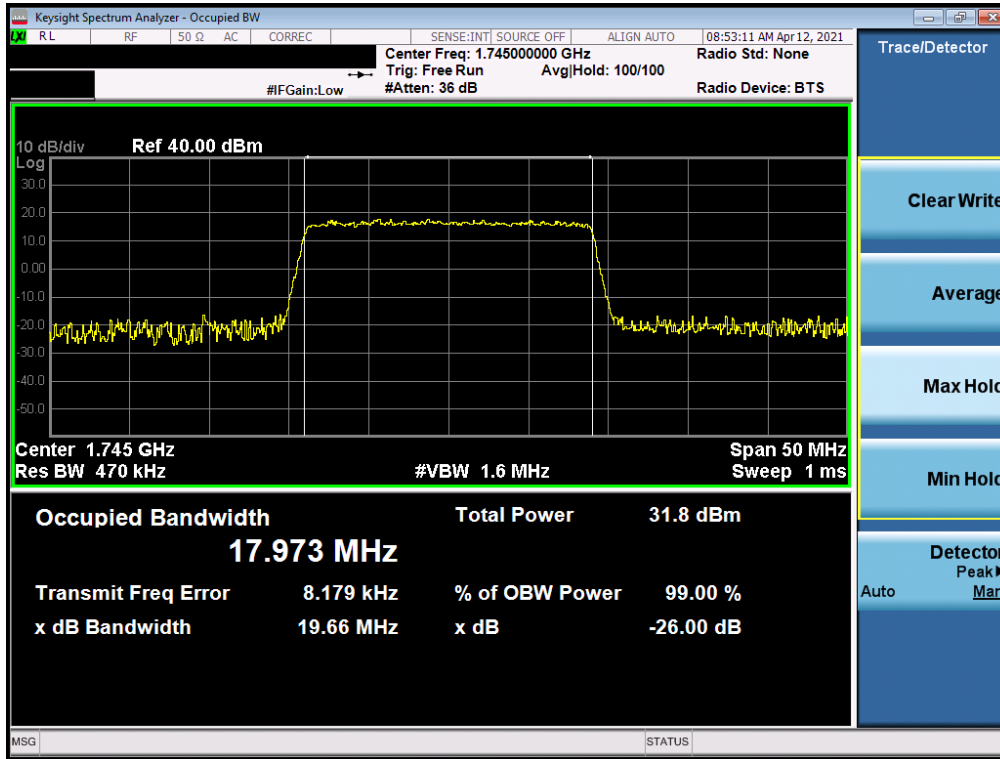 Keysight Spectrum Analyzer - Occupied BW
LXI RL RF 50 Ω AC CORREC SENSE:INT SOURCE OFF ALIGN AUTO 08:53:11 AM Apr 12, 2021
Center Freq: 1.745000000 GHz Radio Std: None
Trig: Free Run Avg|Hold: 100/100
#IFGain:Low #Atten: 36 dB Radio Device: BTS
10 dB/div Ref 40.00 dBm
Log
30.0
20.0
10.0
0.00
-10.0
-20.0
-30.0
-40.0
-50.0
Center 1.745 GHz Span 50 MHz
Res BW 470 kHz #VBW 1.6 MHz Sweep 1 ms
Occupied Bandwidth Total Power 31.8 dBm
17.973 MHz
Transmit Freq Error 8.179 kHz % of OBW Power 99.00 %
x dB Bandwidth 19.66 MHz x dB -26.00 dB
MSG STATUS
Trace/Detector
Clear Write
Average
Max Hold
Min Hold
Detector
Peak
Auto Man